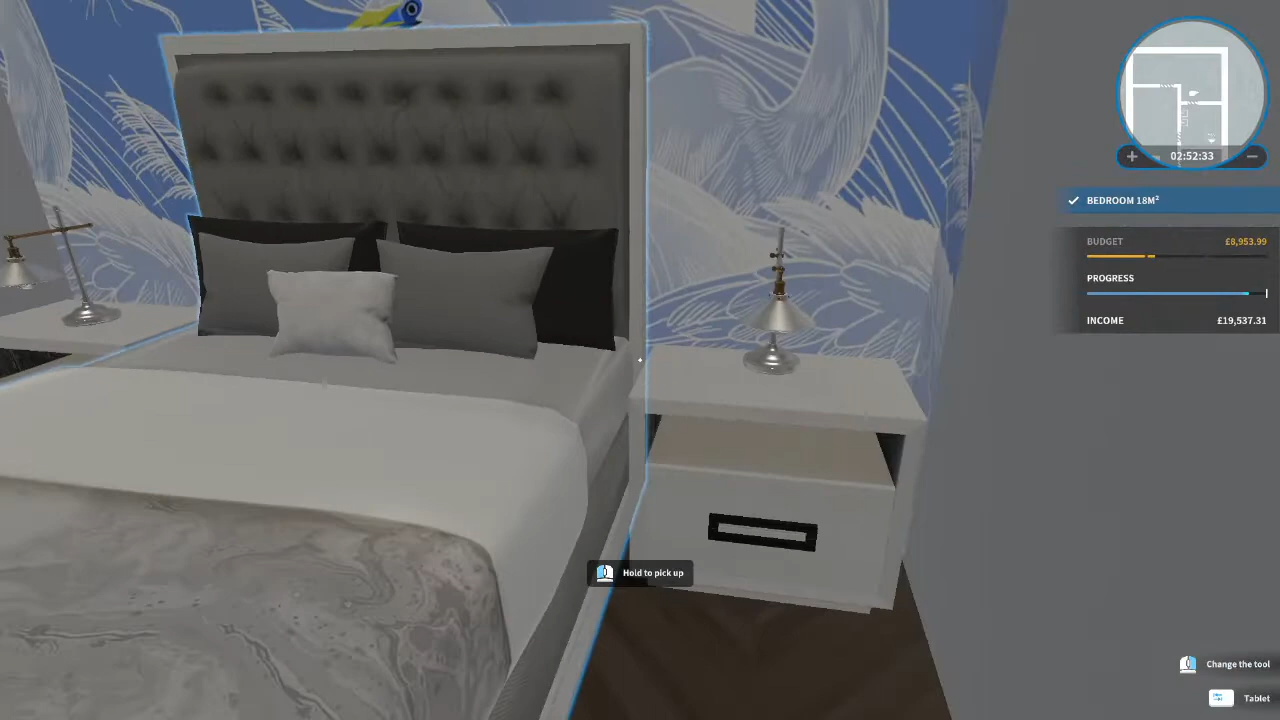 02:52:33
BEDROOM 18M²
BUDGET £8,953.99
PROGRESS
INCOME £19,537.31
Hold to pick up
Change the tool
Tablet